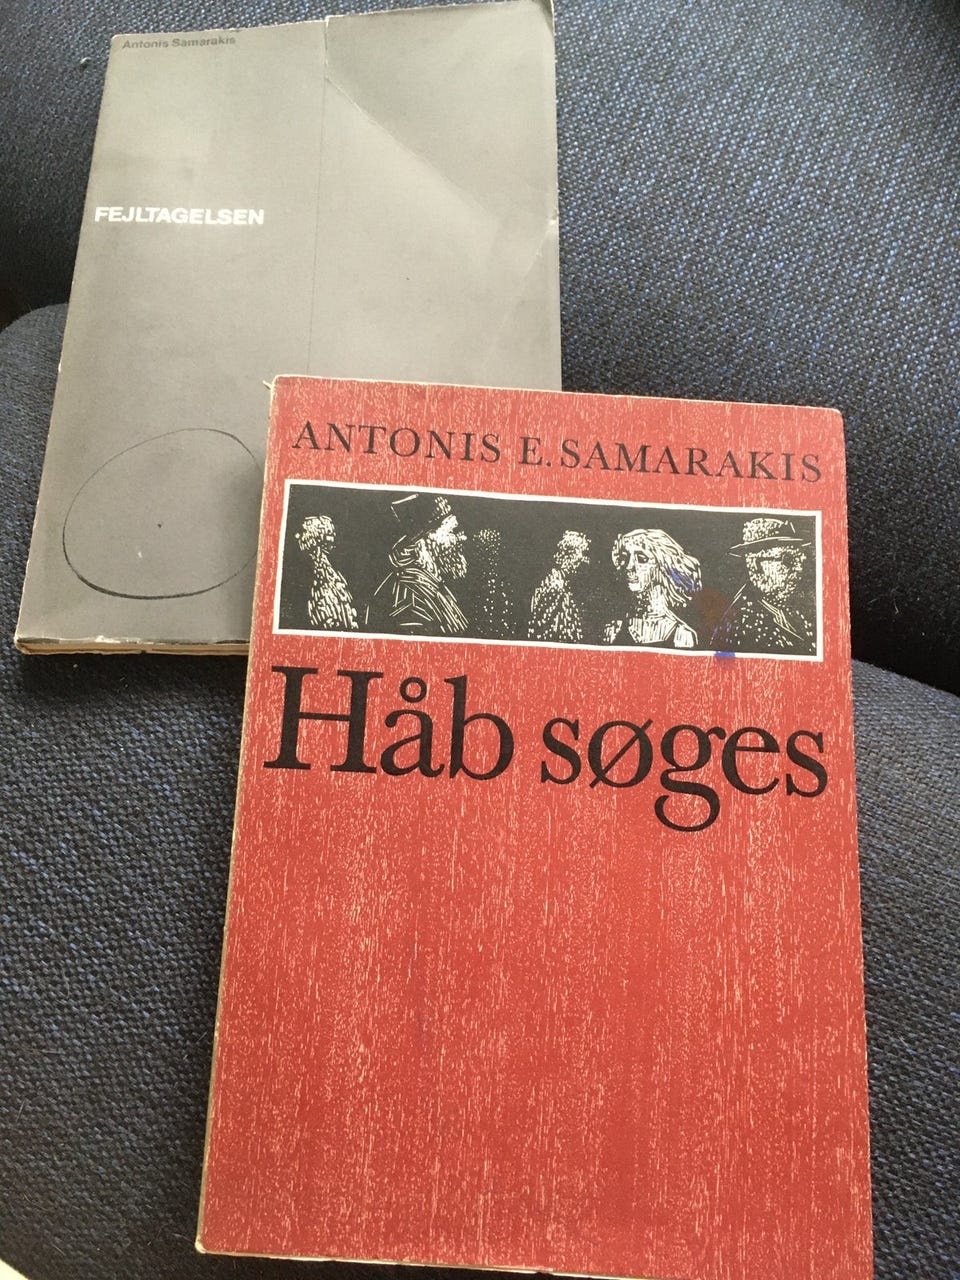 Antonis Samarakis
FEJLTAGELSEN
ANTONIS E. SAMARAKIS
Håb søges